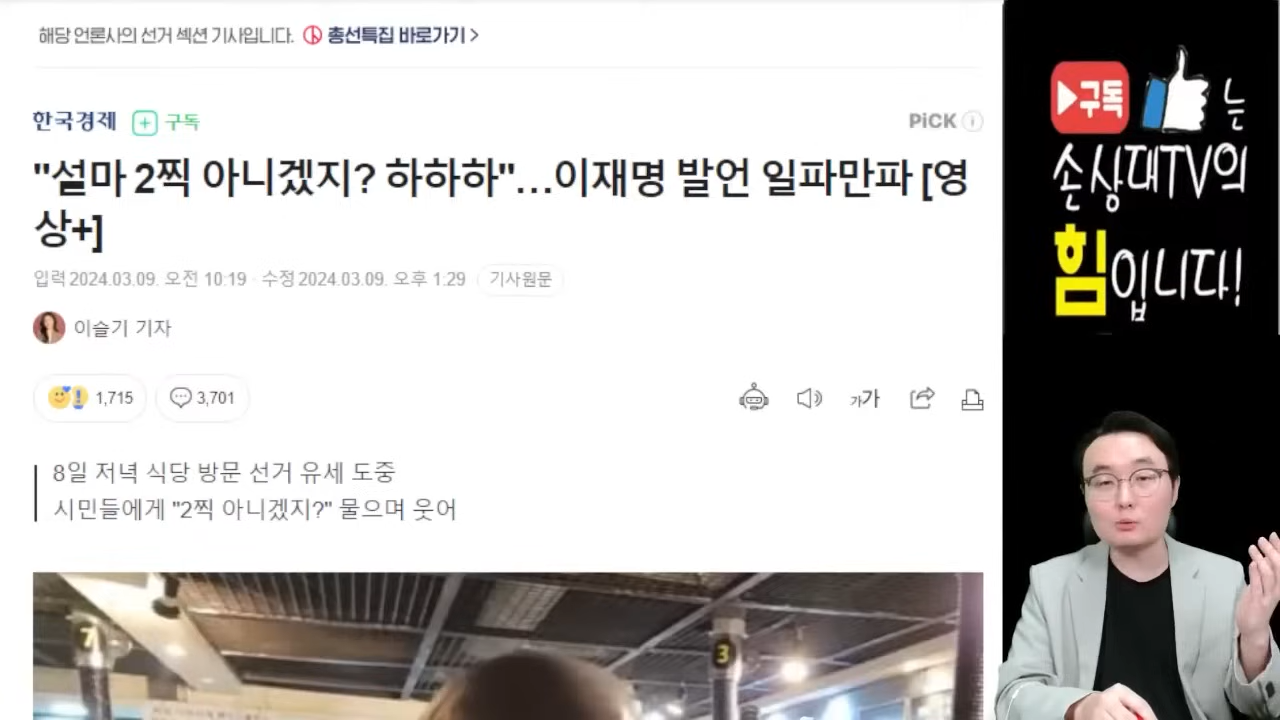 해당 언론사의 선거 섹션 기사입니다. 총선특집 바로가기 >
한국경제 + 구독
PiCK i
"설마 2찍 아니겠지? 하하하"…이재명 발언 일파만파 [영
상+]
입력 2024.03.09. 오전 10:19 · 수정 2024.03.09. 오후 1:29 기사원문
이슬기 기자
1,715 3,701
가가
8일 저녁 식당 방문 선거 유세 도중
시민들에게 "2찍 아니겠지?" 물으며 웃어
7
3
구독 는
손상대TV의
힘입니다!